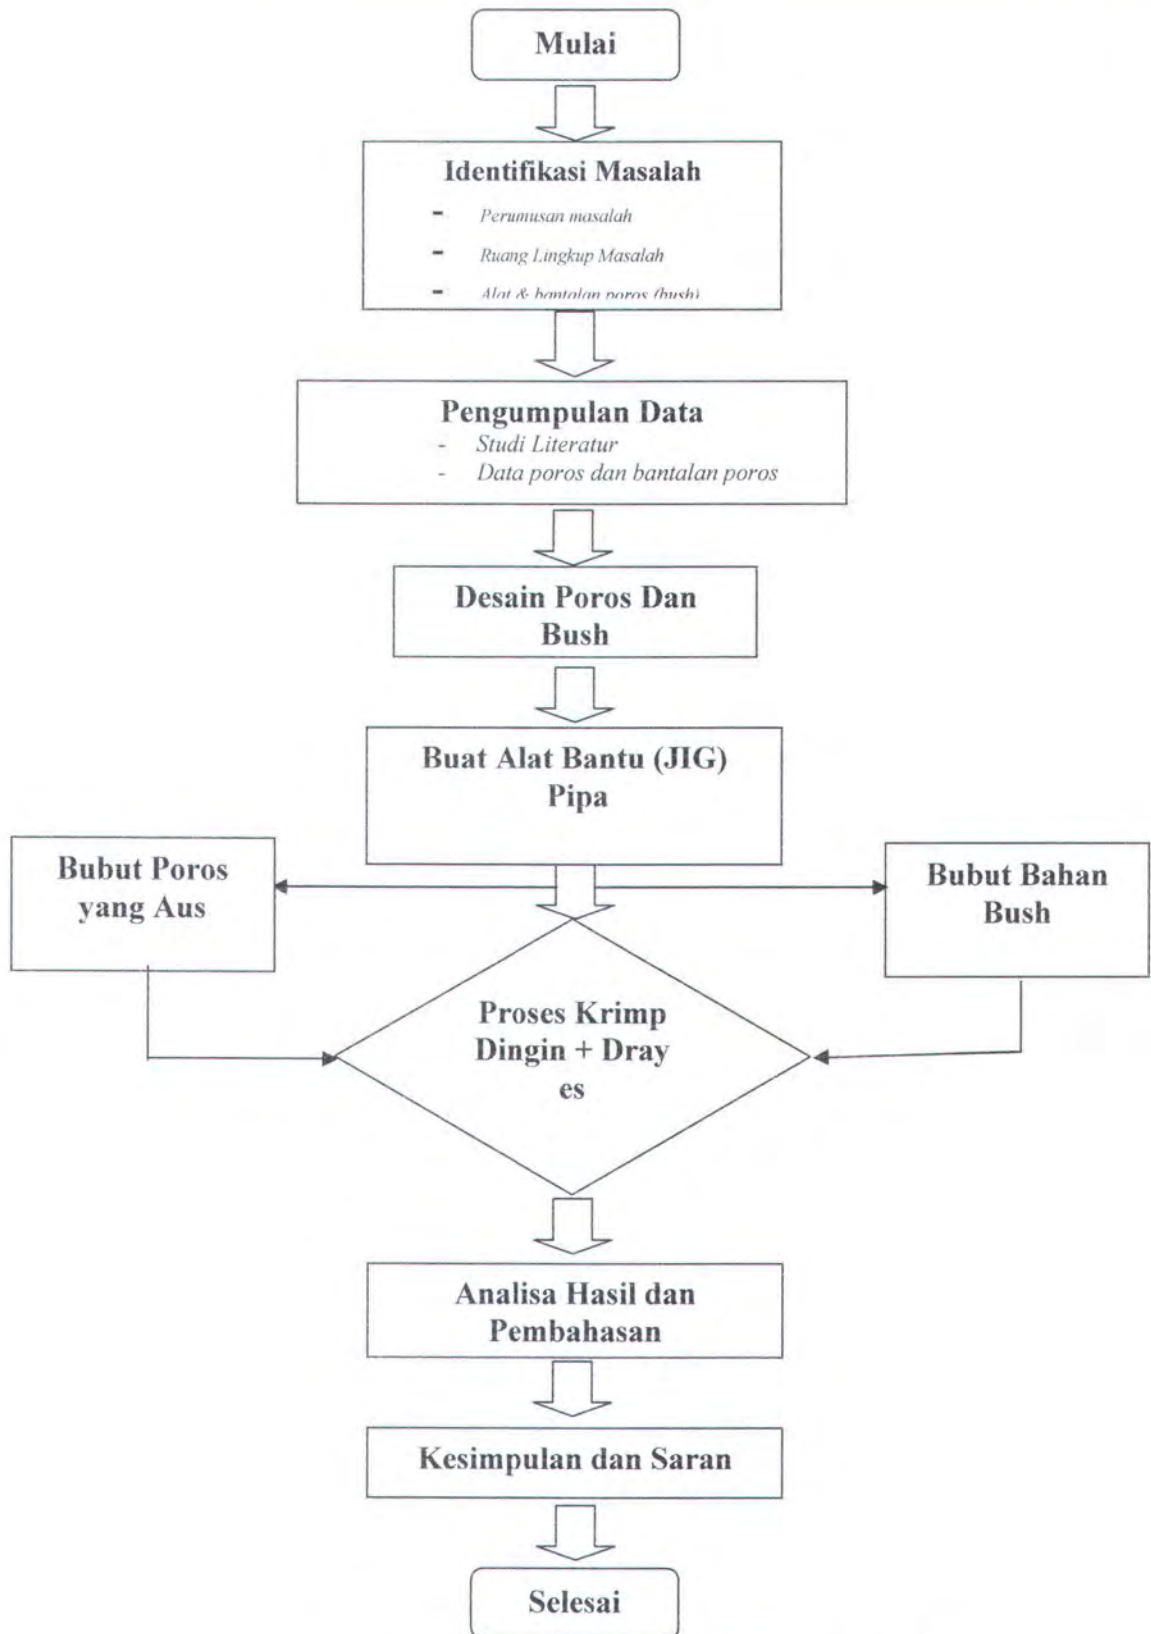 Mulai
Identifikasi Masalah
- Perumusan masalah
- Ruang Lingkup Masalah
- Alat & bantalan poros (bush)
Pengumpulan Data
- Studi Literatur
- Data poros dan bantalan poros
Desain Poros Dan
Bush
Buat Alat Bantu (JIG)
Pipa
Bubut Poros
yang Aus
Bubut Bahan
Bush
Proses Krimp
Dingin + Dray
es
Analisa Hasil dan
Pembahasan
Kesimpulan dan Saran
Selesai